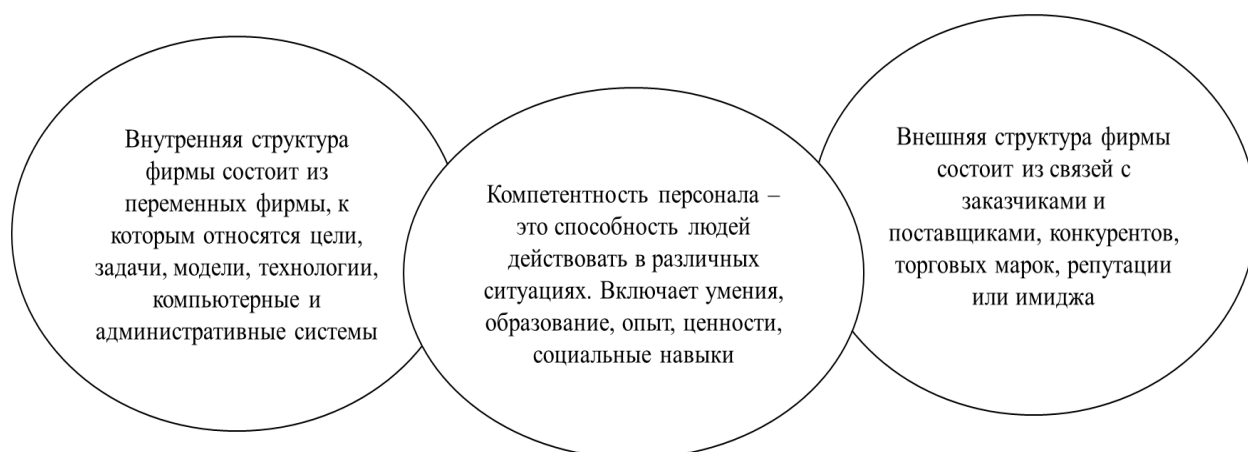 Внутренняя структура
фирмы состоит из
переменных фирмы, к
которым относятся цели,
задачи, модели, технологии,
компьютерные и
административные системы
Компетентность персонала –
это способность людей
действовать в различных
ситуациях. Включает умения,
образование, опыт, ценности,
социальные навыки
Внешняя структура фирмы
состоит из связей с
заказчиками и
поставщиками, конкурентов,
торговых марок, репутации
или имиджа